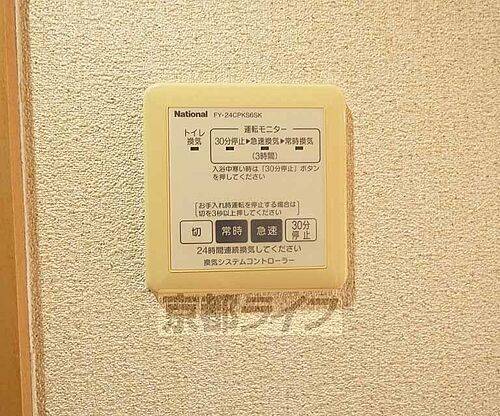 National FY-24CPKS6SK
運転モニター
トイレ
換気
30分停止▶急速換気▶常時換気
(3時間)
入浴中寒い時は「30分停止」ボタン
を押してください
お手入れ時運転を停止する場合は
切を3秒以上押してください
切 常時 急速 30分
停止
24時間連続換気してください
換気システムコントローラー
京都ライフ